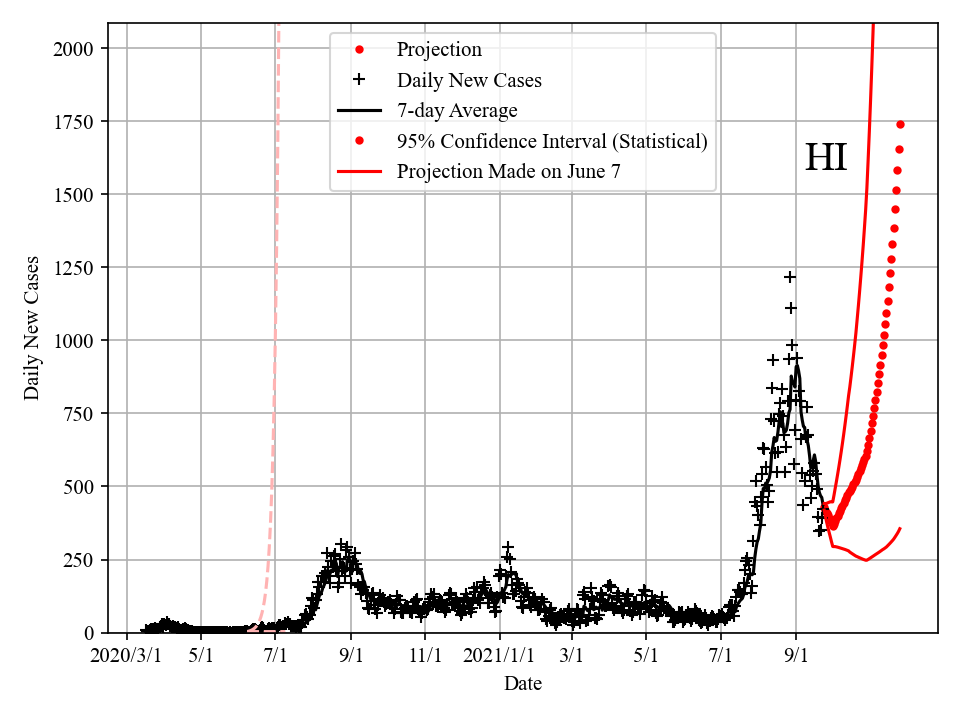 Projection
Daily New Cases
7-day Average
95% Confidence Interval (Statistical)
Projection Made on June 7
HI
Daily New Cases
2000
1750
1500
1250
1000
750
500
250
0
2020/3/1 5/1 7/1 9/1 11/1 2021/1/1 3/1 5/1 7/1 9/1
Date